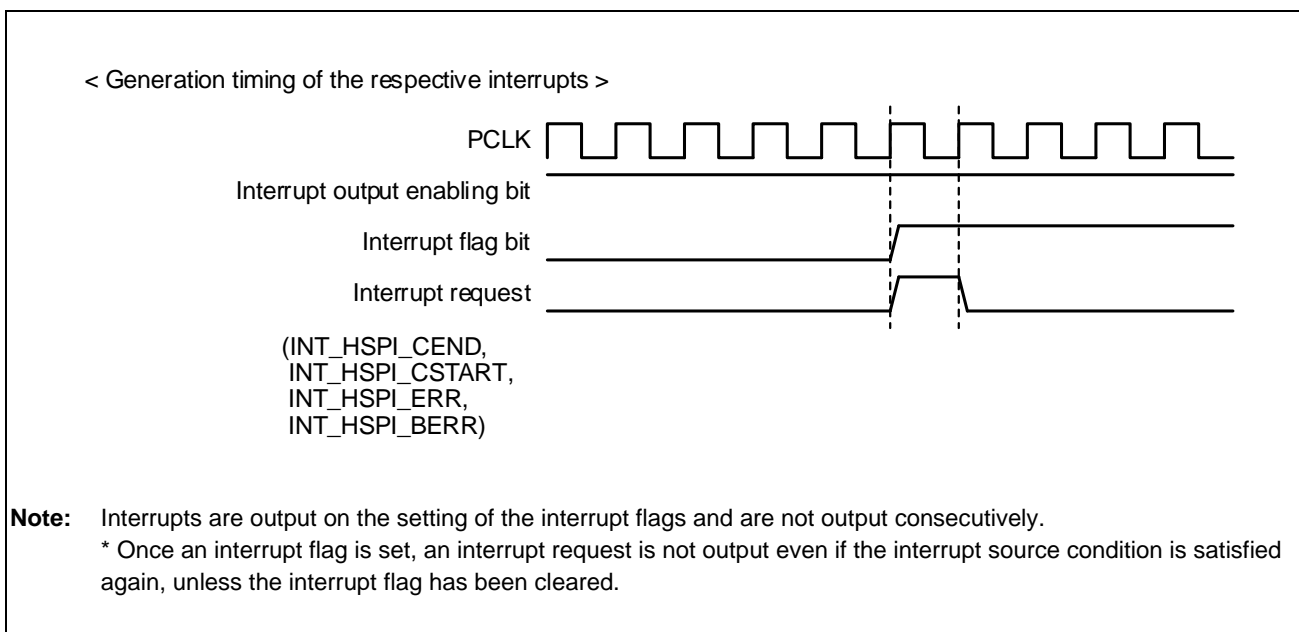 < Generation timing of the respective interrupts >
PCLK
Interrupt output enabling bit
Interrupt flag bit
Interrupt request
(INT_HSPI_CEND,
INT_HSPI_CSTART,
INT_HSPI_ERR,
INT_HSPI_BERR)
Note: Interrupts are output on the setting of the interrupt flags and are not output consecutively.
* Once an interrupt flag is set, an interrupt request is not output even if the interrupt source condition is satisfied
again, unless the interrupt flag has been cleared.